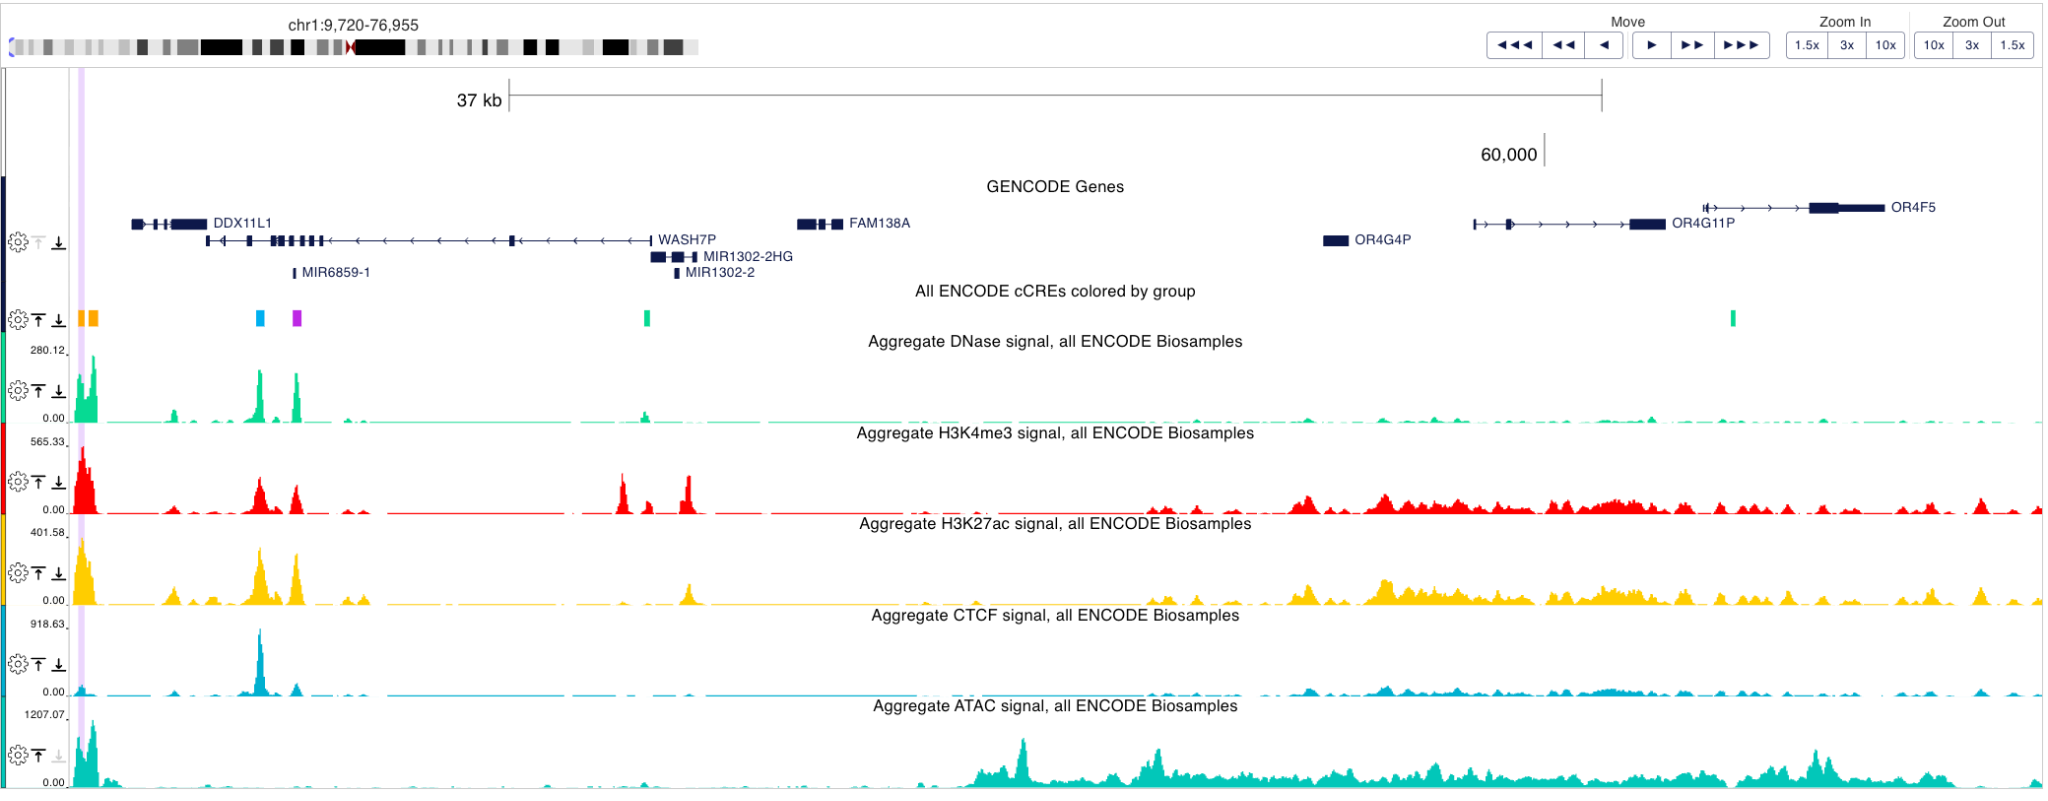 chr1:9,720-76,955
Move Zoom In Zoom Out
1.5x 3x 10x 10x 3x 1.5x
37 kb
60,000
GENCODE Genes
OR4F5
DDX11L1 FAM138A OR4G11P
WASH7P OR4G4P
MIR1302-2HG
MIR6859-1 MIR1302-2
All ENCODE cCREs colored by group
Aggregate DNase signal, all ENCODE Biosamples
280.12
0.00
Aggregate H3K4me3 signal, all ENCODE Biosamples
565.33
0.00
Aggregate H3K27ac signal, all ENCODE Biosamples
401.58
0.00
Aggregate CTCF signal, all ENCODE Biosamples
918.63
0.00
Aggregate ATAC signal, all ENCODE Biosamples
1207.07
0.00